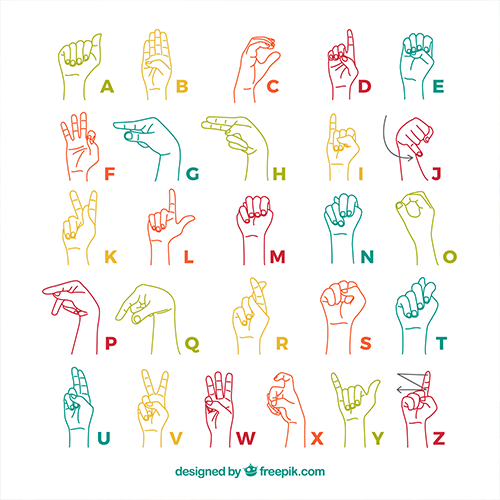 A B C D E
F G H I J
K L M N O
P Q R S T
U V W X Y Z
designed by freepik.com